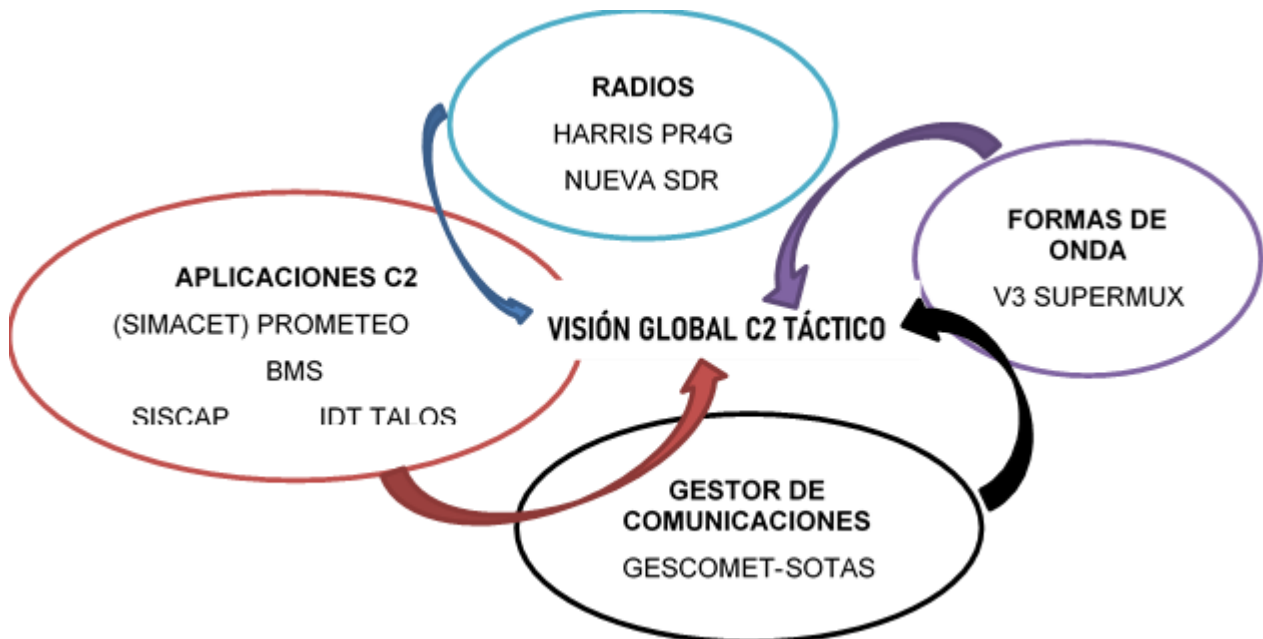 RADIOS
HARRIS PR4G
NUEVA SDR
FORMAS DE
ONDA
V3 SUPERMUX
APLICACIONES C2
(SIMACET) PROMETEO
BMS
SISCAP IDT TALOS
VISIÓN GLOBAL C2 TÁCTICO
GESTOR DE
COMUNICACIONES
GESCOMET-SOTAS